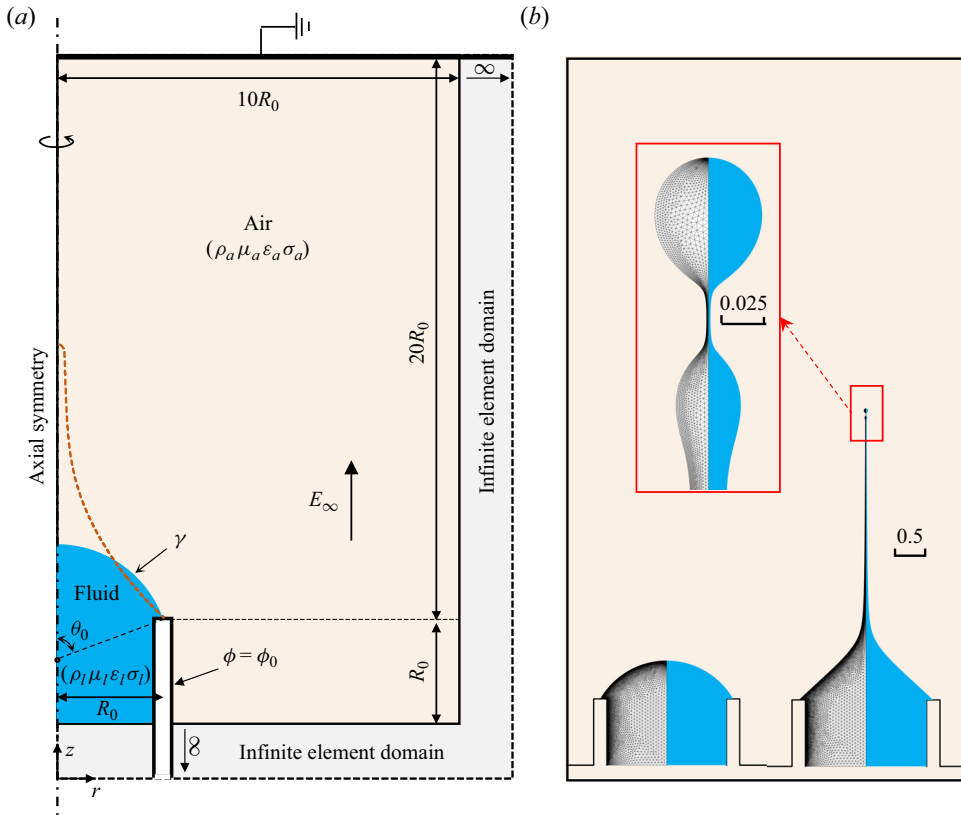 (a)
∞
10R₀
Air
(ρₐ μₐ εₐ σₐ)
20R₀
Axial symmetry
Infinite element domain
E∞
γ
Fluid
θ₀
(ρₗ μₗ εₗ σₗ)
R₀
ϕ = ϕ₀
R₀
∞
Infinite element domain
z
r
(b)
0.025
0.5